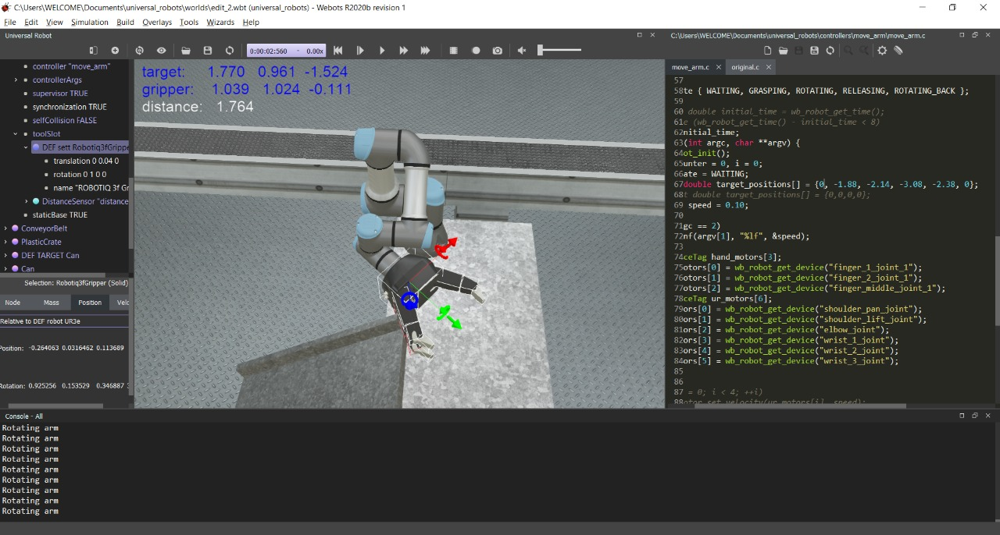 C:\Users\WELCOME\Documents\universal_robots\worlds\edit_2.wbt (universal_robots) - Webots R2020b revision 1
File Edit View Simulation Build Overlays Tools Wizards Help
Universal Robot
C:\Users\WELCOME\Documents\universal_robots\controllers\move_arm\move_arm.c
0:00:02:560 - 0.00x
controller "move_arm"
controllerArgs
supervisor TRUE
synchronization TRUE
selfCollision FALSE
toolSlot
DEF sett Robotiq3fGrippe
translation 0 0.04 0
rotation 0 1 0 0
name "ROBOTIQ 3f Gr
DistanceSensor "distance
staticBase TRUE
ConveyorBelt
PlasticCrate
DEF TARGET Can
Can
Selection: Robotiq3fGripper (Solid)
Node Mass Position Velo
Relative to DEF robot UR3e
Position: -0.264063 0.0316462 0.113689
Rotation: 0.925256 0.153529 0.346887
target: 1.770 0.961 -1.524
gripper: 1.039 1.024 -0.111
distance: 1.764
move_arm.c original.c
57
58te { WAITING, GRASPING, ROTATING, RELEASING, ROTATING_BACK };
59
60 double initial_time = wb_robot_get_time();
61e (wb_robot_get_time() - initial_time < 8)
62nitial_time;
63(int argc, char **argv) {
64ot_init();
65unter = 0, i = 0;
66ate = WAITING;
67double target_positions[] = {0, -1.88, -2.14, -3.08, -2.38, 0};
68t double target_positions[] = {0,0,0,0};
69 speed = 0.10;
70
71gc == 2)
72nf(argv[1], "%lf", &speed);
73
74ceTag hand_motors[3];
75otors[0] = wb_robot_get_device("finger_1_joint_1");
76otors[1] = wb_robot_get_device("finger_2_joint_1");
77otors[2] = wb_robot_get_device("finger_middle_joint_1");
78ceTag ur_motors[6];
79ors[0] = wb_robot_get_device("shoulder_pan_joint");
80ors[1] = wb_robot_get_device("shoulder_lift_joint");
81ors[2] = wb_robot_get_device("elbow_joint");
82ors[3] = wb_robot_get_device("wrist_1_joint");
83ors[4] = wb_robot_get_device("wrist_2_joint");
84ors[5] = wb_robot_get_device("wrist_3_joint");
85
86
87 = 0; i < 4; ++i)
88otor_set_velocity(ur_motors[i], speed);
Console - All
Rotating arm
Rotating arm
Rotating arm
Rotating arm
Rotating arm
Rotating arm
Rotating arm
Rotating arm
Rotating arm